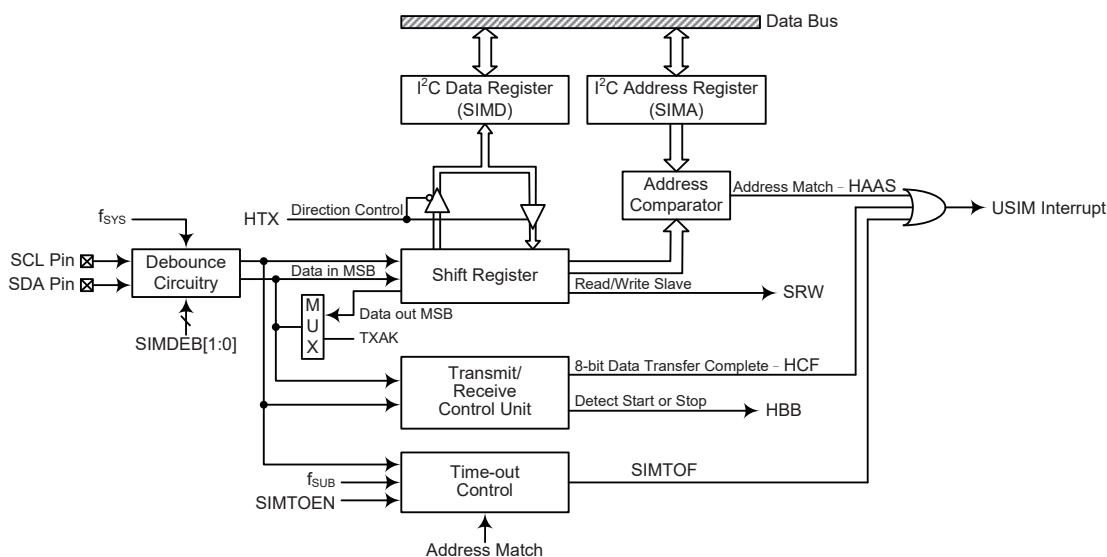 Data Bus
I²C Data Register
(SIMD)
I²C Address Register
(SIMA)
Address
Comparator
Address Match - HAAS
USIM Interrupt
HTX
Direction Control
fSYS
SCL Pin
SDA Pin
Debounce
Circuitry
SIMDEB[1:0]
Data in MSB
Shift Register
Read/Write Slave
SRW
M
U
X
Data out MSB
TXAK
Transmit/
Receive
Control Unit
8-bit Data Transfer Complete - HCF
Detect Start or Stop
HBB
fSUB
SIMTOEN
Time-out
Control
SIMTOF
Address Match